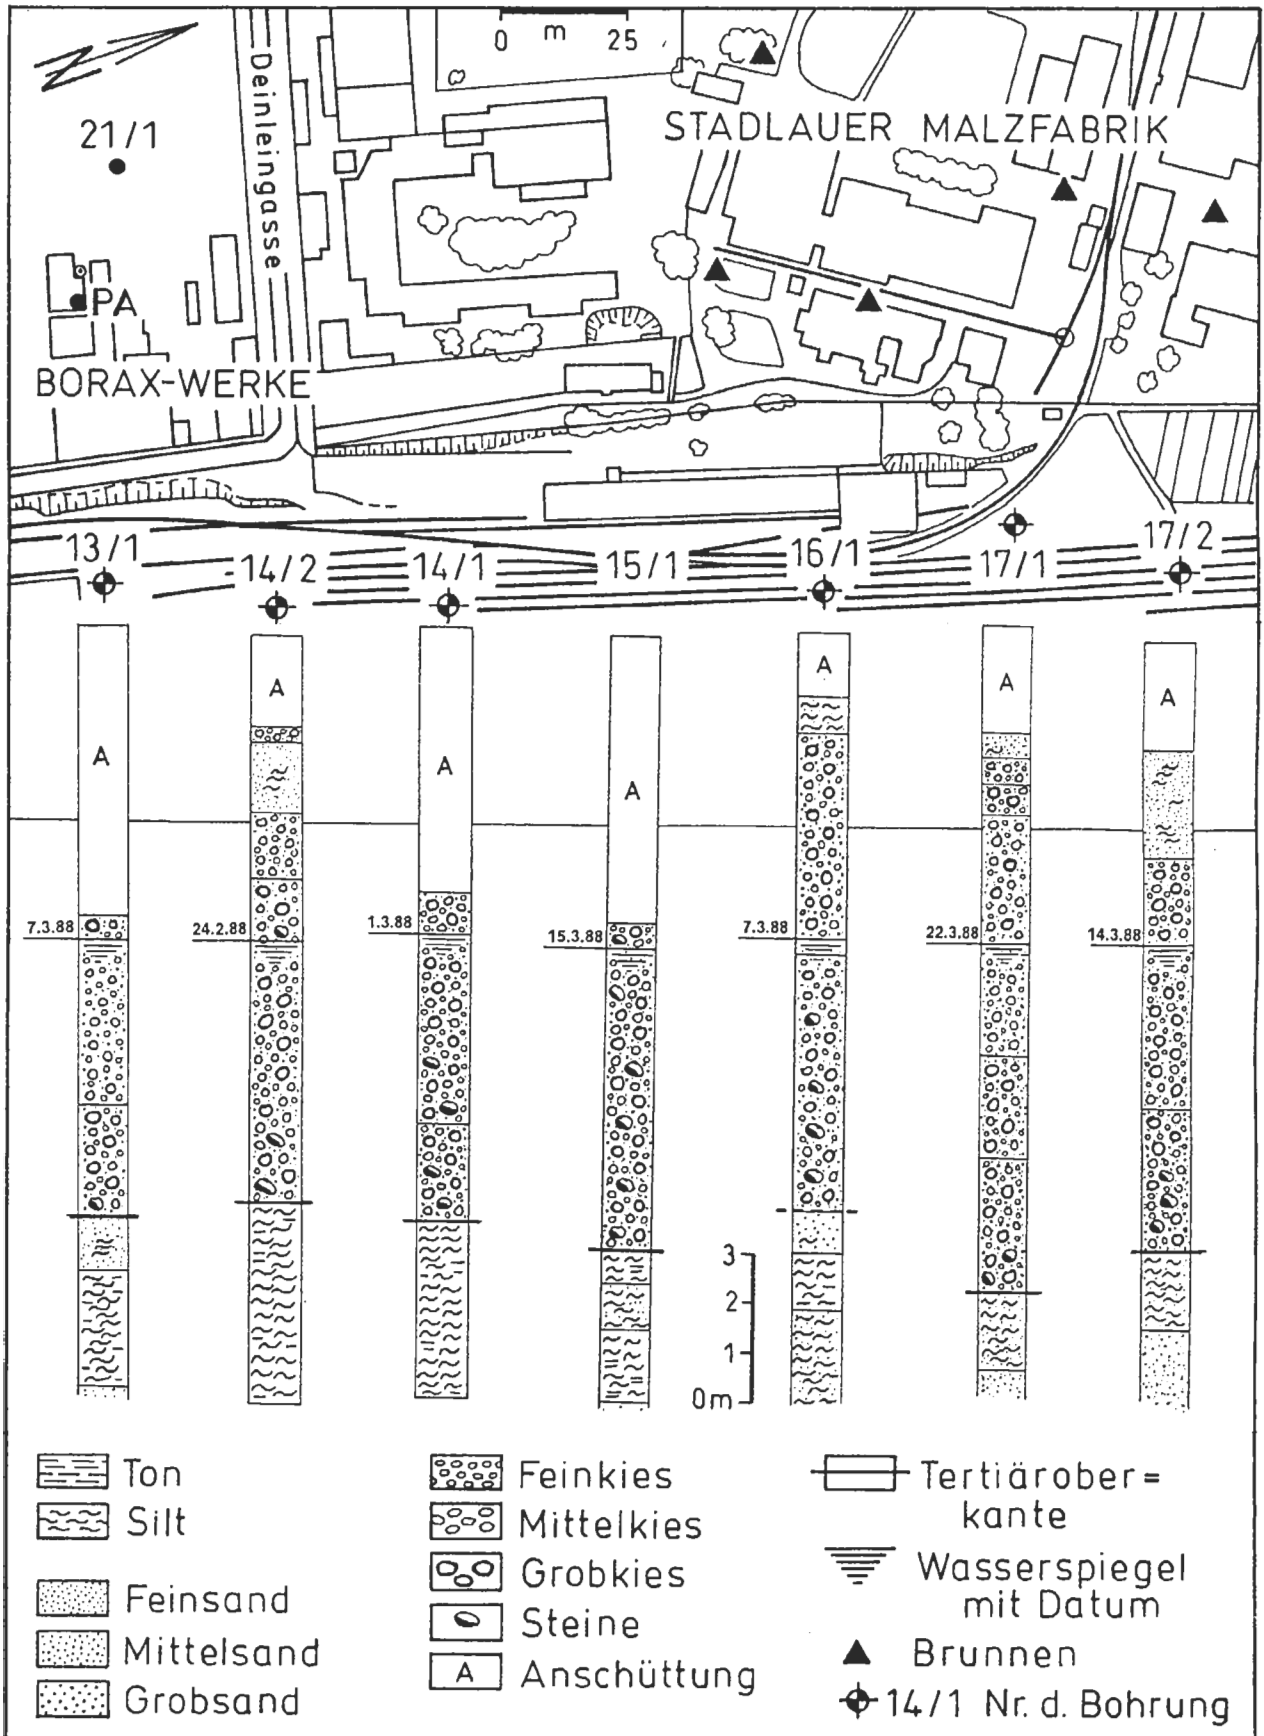 0 m 25
Deinleingasse
21/1
STADLAUER MALZFABRIK
PA
BORAX-WERKE
13/1
14/2
14/1
15/1
16/1
17/1
17/2
A
A
A
A
A
A
A
7.3.88
24.2.88
1.3.88
15.3.88
7.3.88
22.3.88
14.3.88
3
2
1
0m
Ton
Silt
Feinsand
Mittelsand
Grobsand
Feinkies
Mittelkies
Grobkies
Steine
A Anschüttung
Tertiärober=
kante
Wasserspiegel
mit Datum
Brunnen
14/1 Nr. d. Bohrung